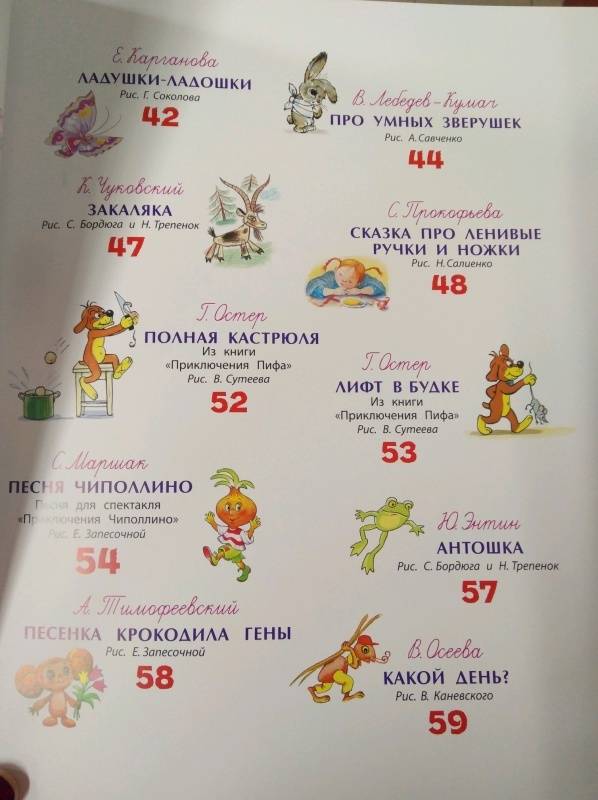 Е. Карганова
ЛАДУШКИ-ЛАДОШКИ
Рис. Г. Соколова
42
В. Лебедев-Кумач
ПРО УМНЫХ ЗВЕРУШЕК
Рис. А. Савченко
44
К. Чуковский
ЗАКАЛЯКА
Рис. С. Бордюга и Н. Трепенок
47
С. Прокофьева
СКАЗКА ПРО ЛЕНИВЫЕ
РУЧКИ И НОЖКИ
Рис. Н. Салиенко
48
Г. Остер
ПОЛНАЯ КАСТРЮЛЯ
Из книги
«Приключения Пифа»
Рис. В. Сутеева
52
Г. Остер
ЛИФТ В БУДКЕ
Из книги
«Приключения Пифа»
Рис. В. Сутеева
53
С. Маршак
ПЕСНЯ ЧИПОЛЛИНО
Песня для спектакля
«Приключения Чиполлино»
Рис. Е. Запесочной
54
Ю. Энтин
АНТОШКА
Рис. С. Бордюга и Н. Трепенок
57
А. Тимофеевский
ПЕСЕНКА КРОКОДИЛА ГЕНЫ
Рис. Е. Запесочной
58
В. Осеева
КАКОЙ ДЕНЬ?
Рис. В. Каневского
59